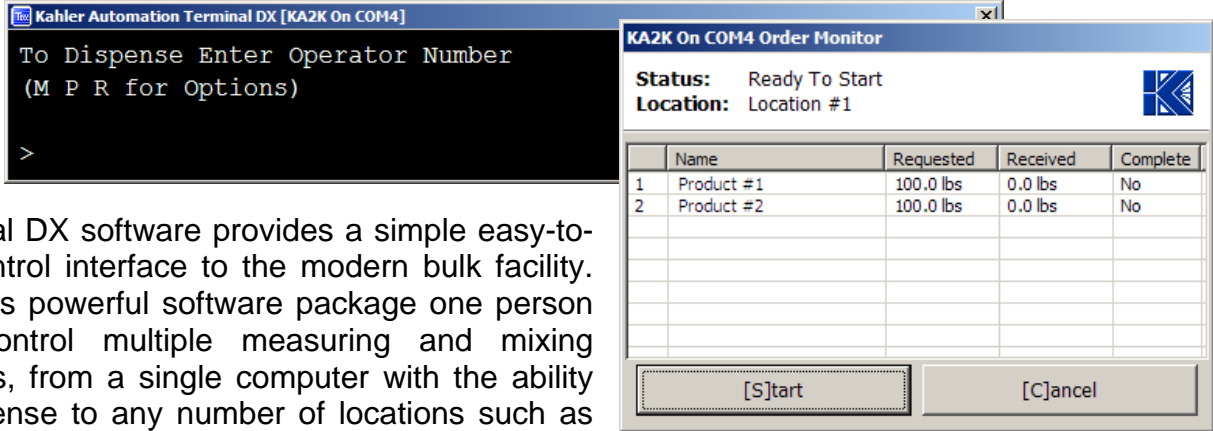 Kahler Automation Terminal DX [KA2K On COM4]
To Dispense Enter Operator Number
(M P R for Options)
>
KA2K On COM4 Order Monitor
Status: Ready To Start
Location: Location #1
Name Requested Received Complete
1 Product #1 100.0 lbs 0.0 lbs No
2 Product #2 100.0 lbs 0.0 lbs No
[S]tart [C]ancel
al DX software provides a simple easy-to-
ntrol interface to the modern bulk facility.
s powerful software package one person
ontrol multiple measuring and mixing
s, from a single computer with the ability
ense to any number of locations such as